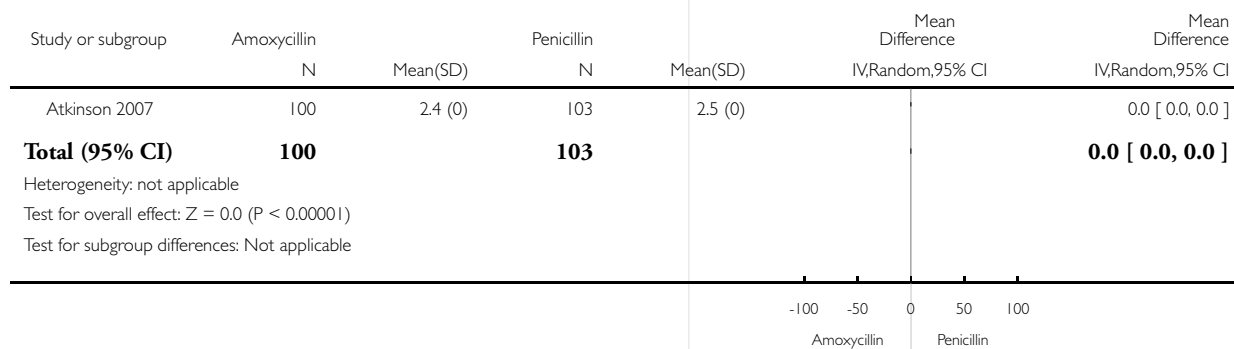 Study or subgroup Amoxycillin Penicillin Mean Difference Mean Difference
N Mean(SD) N Mean(SD) IV,Random,95% CI IV,Random,95% CI
Atkinson 2007 100 2.4 (0) 103 2.5 (0) 0.0 [ 0.0, 0.0 ]
Total (95% CI) 100 103 0.0 [ 0.0, 0.0 ]
Heterogeneity: not applicable
Test for overall effect: Z = 0.0 (P < 0.00001)
Test for subgroup differences: Not applicable
-100 -50 0 50 100
Amoxycillin Penicillin